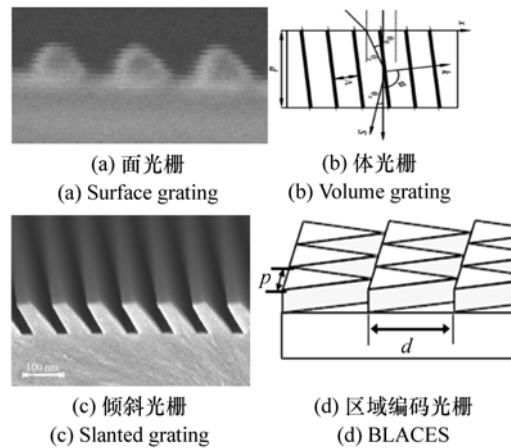 (a) 面光栅
(a) Surface grating
(b) 体光栅
(b) Volume grating
100 nm
(c) 倾斜光栅
(c) Slanted grating
p
d
(d) 区域编码光栅
(d) BLACES